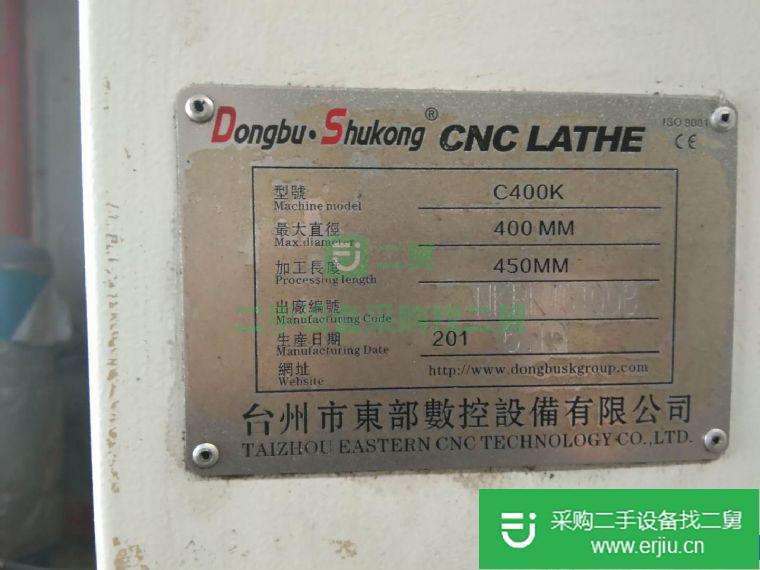 Dongbu·Shukong® CNC LATHE
ISO 9001
CE
型號 C400K
Machine model
最大直徑 400 MM
Max.diameter
加工長度 450MM
Processing length
出廠編號
Manufacturing Code
生産日期 201
Manufacturing Date
網址 http://www.dongbuskgroup.com
Website
台州市東部數控設備有限公司
TAIZHOU EASTERN CNC TECHNOLOGY CO.,LTD.
二舅
采购二手设备找二舅
www.erjiu.cn